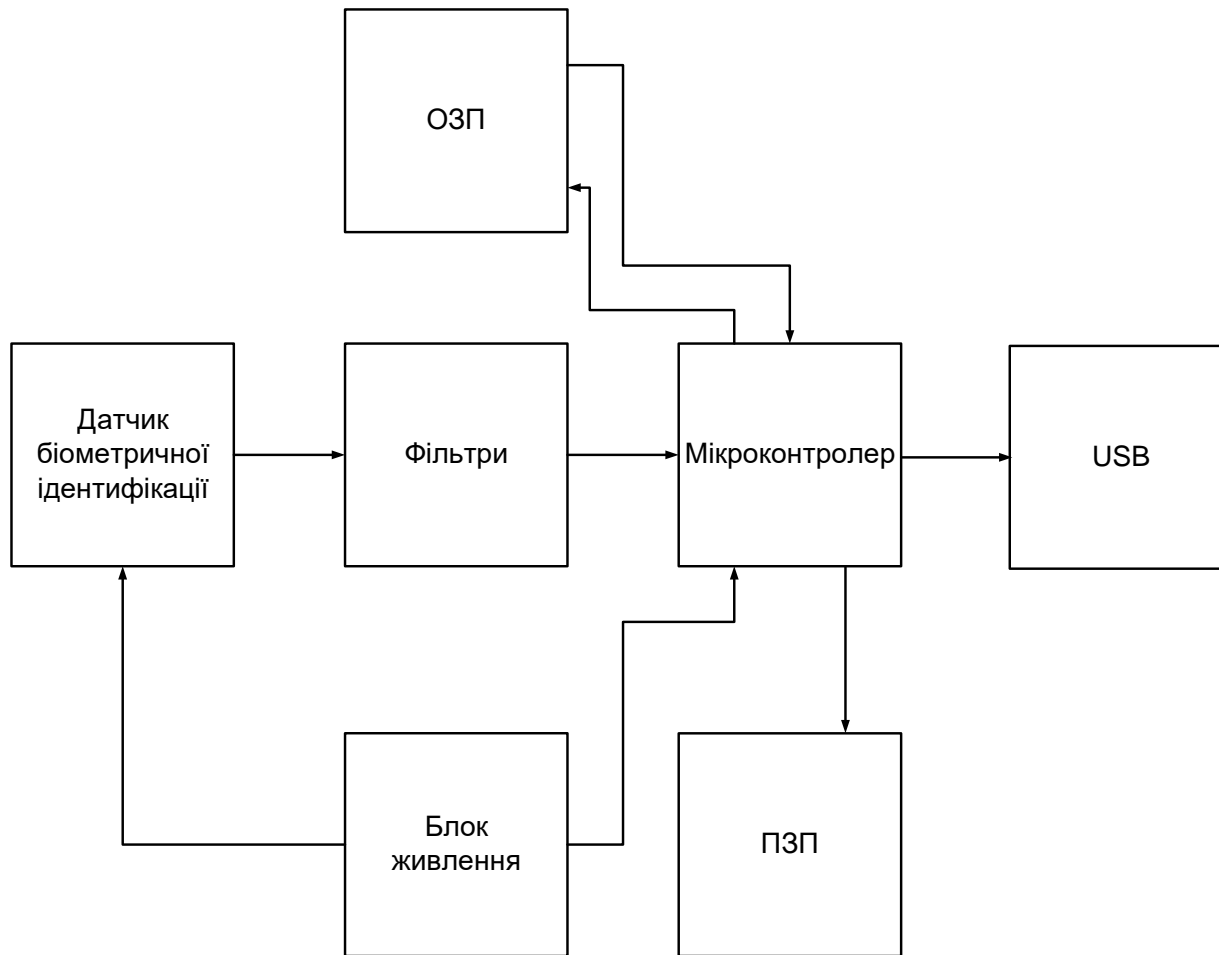 ОЗП
Датчик
біометричної
ідентифікації
Фільтри
Мікроконтролер
USB
Блок
живлення
ПЗП